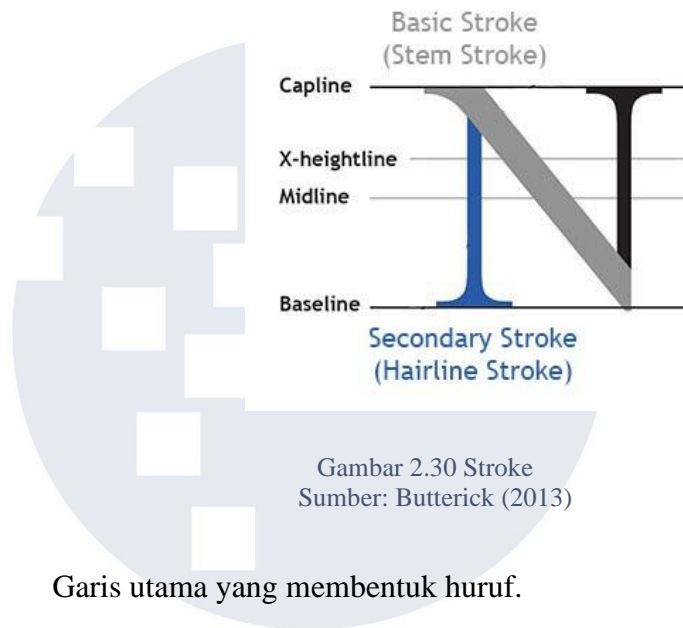 Basic Stroke
(Stem Stroke)
Capline
X-heightline
Midline
Baseline
Secondary Stroke
(Hairline Stroke)
Gambar 2.30 Stroke
Sumber: Butterick (2013)
Garis utama yang membentuk huruf.